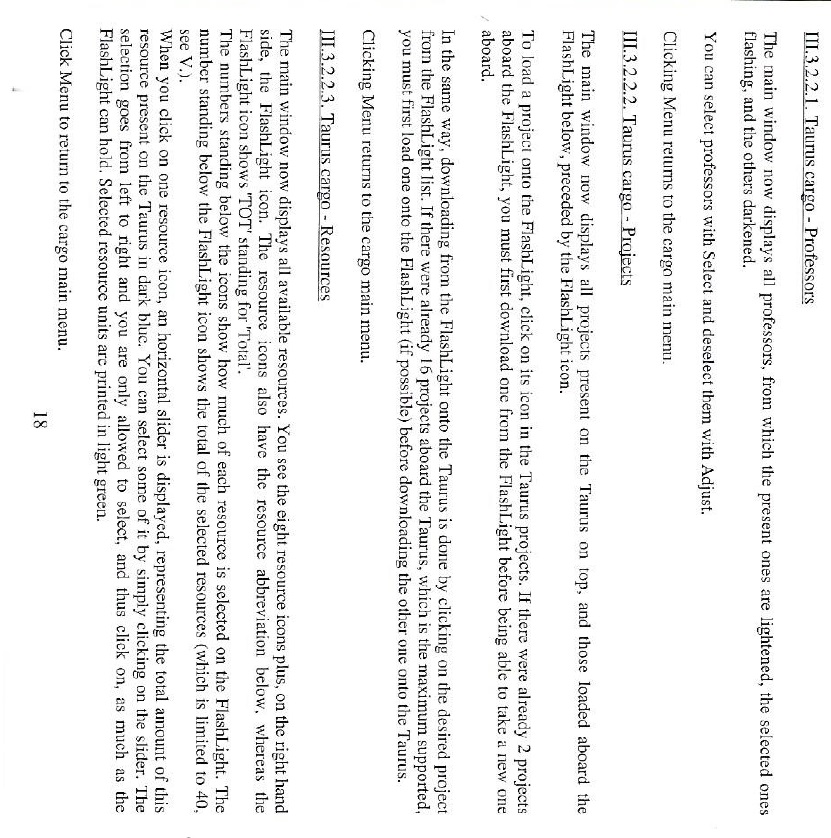 III.3.2.2.1. Taurus cargo - Professors
The main window now displays all professors, from which the present ones are lightened, the selected ones
flashing, and the others darkened.
You can select professors with Select and deselect them with Adjust.
Clicking Menu returns to the cargo main menu.
III.3.2.2.2. Taurus cargo - Projects
The main window now displays all projects present on the Taurus on top, and those loaded aboard the
FlashLight below, preceded by the FlashLight icon.
To load a project onto the FlashLight, click on its icon in the Taurus projects. If there were already 2 projects
aboard the FlashLight, you must first download one from the FlashLight before being able to take a new one
aboard.
In the same way, downloading from the FlashLight onto the Taurus is done by clicking on the desired project
from the FlashLight list. If there were already 16 projects aboard the Taurus, which is the maximum supported,
you must first load one onto the FlashLight (if possible) before downloading the other one onto the Taurus.
Clicking Menu returns to the cargo main menu.
III.3.2.2.3. Taurus cargo - Resources
The main window now displays all available resources. You see the eight resource icons plus, on the right hand
side, the FlashLight icon. The resource icons also have the resource abbreviation below, whereas the
FlashLight icon shows 'TOT' standing for 'Total'.
The numbers standing below the icons show how much of each resource is selected on the FlashLight. The
number standing below the FlashLight icon shows the total of the selected resources (which is limited to 40,
see V.).
When you click on one resource icon, an horizontal slider is displayed, representing the total amount of this
resource present on the Taurus in dark blue. You can select some of it by simply clicking on the slider. The
selection goes from left to right and you are only allowed to select, and thus click on, as much as the
FlashLight can hold. Selected resource units are printed in light green.
Click Menu to return to the cargo main menu.
18